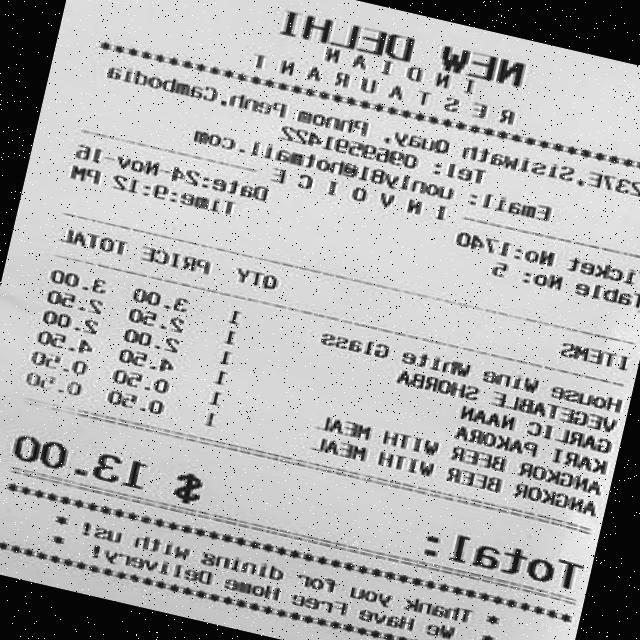 NEW DELHI
INDIAN
RESTAURANT
************************************************
237E,Sisiwath Quay, Phnom Penh,Cambodia
Tel: 0969591422
Email: uonly8@hotmail.com
INVOICE
Ticket No:1740 Date:24-Nov-16
Table No: 5 Time:9:12 PM
ITEMS QTY PRICE TOTAL
House Wine White Glass 1 3.00 3.00
VEGETABLE SHORBA 1 2.50 2.50
GARLIC NAAN 1 2.00 2.00
KARI PAKORA 1 4.50 4.50
ANGKOR BEER WITH MEAL 1 0.50 0.50
ANGKOR BEER WITH MEAL 1 0.50 0.50
Total: $ 13.00
************************************************
* Thank you for dining with us! *
* We Have Free Home Delivery! *
************************************************